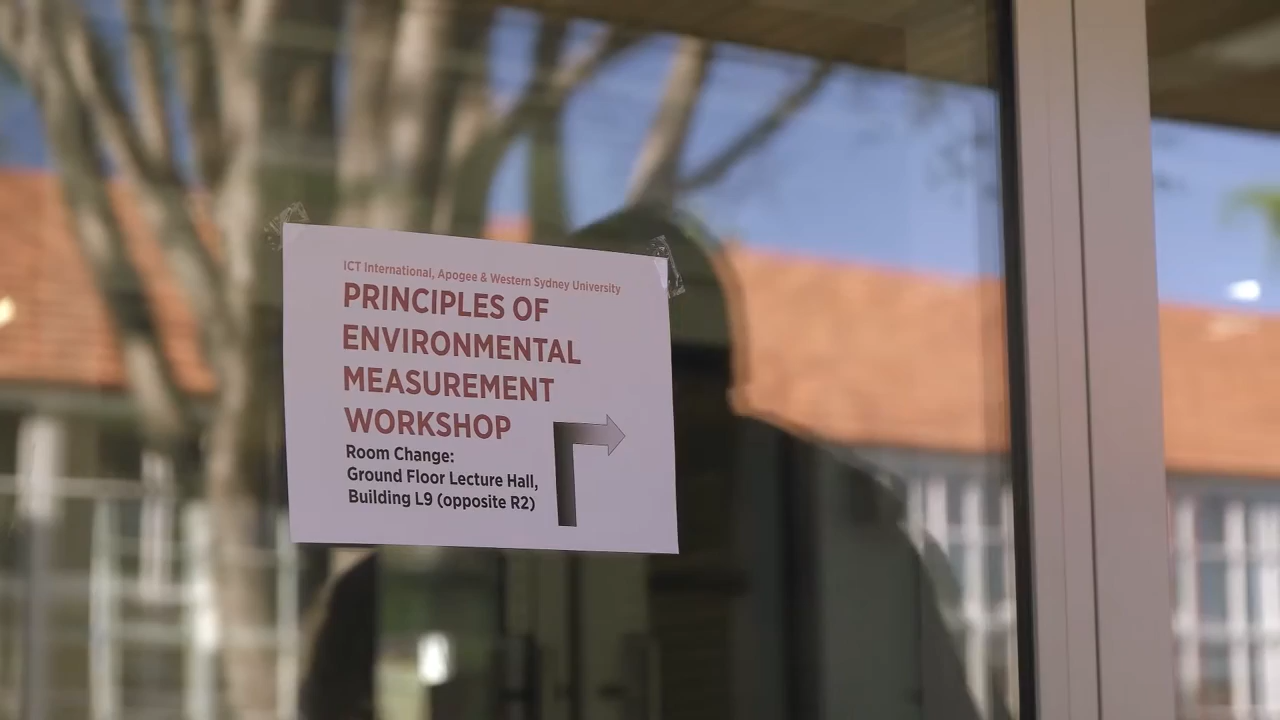 ICT International, Apogee & Western Sydney University
PRINCIPLES OF
ENVIRONMENTAL
MEASUREMENT
WORKSHOP
Room Change:
Ground Floor Lecture Hall,
Building L9 (opposite R2)